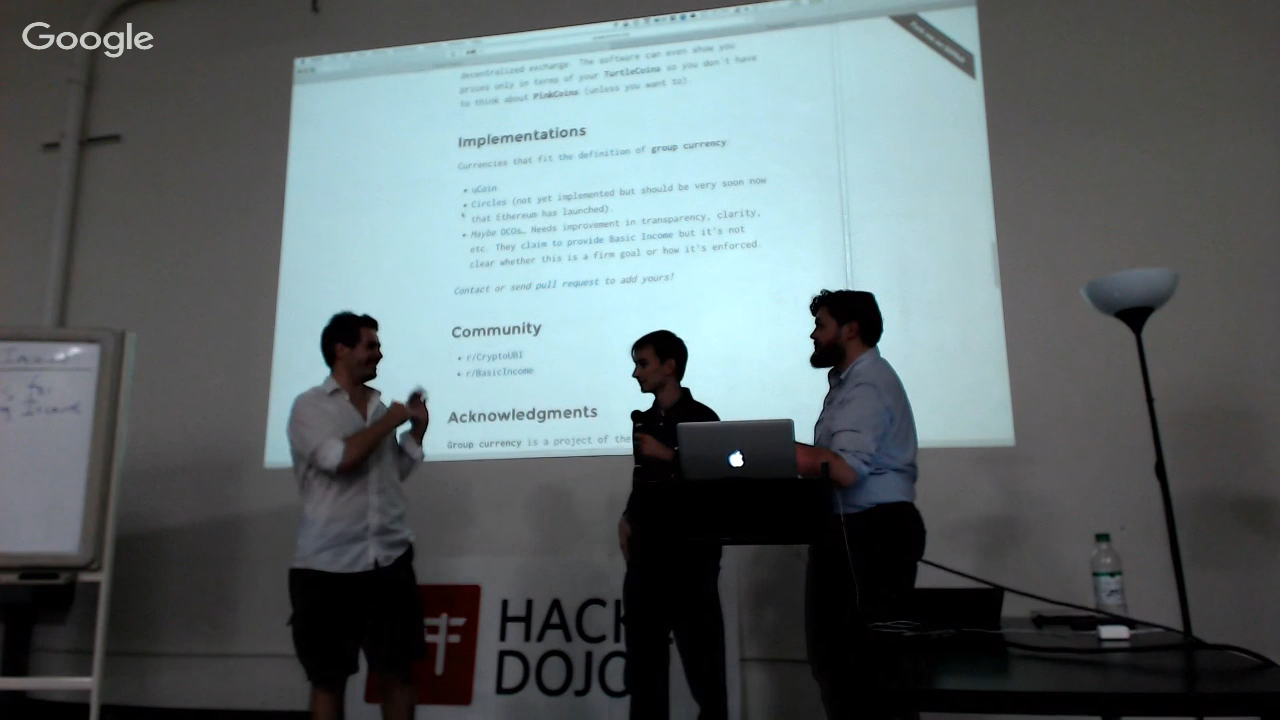 Google
decentralized exchange. The software can even show you
prices only in terms of your TurtleCoins so you don't have
to think about PinkCoins (unless you want to).
Implementations
Currencies that fit the definition of group currency
• uCoin
• Circles (not yet implemented but should be very soon now
that Ethereum has launched).
• Maybe OCOs… Needs improvement in transparency, clarity,
etc. They claim to provide Basic Income but it's not
clear whether this is a firm goal or how it's enforced.
Contact or send pull request to add yours!
Community
• r/CryptoUBI
• r/BasicIncome
Acknowledgments
Group currency is a project of the
Income
HACK
DOJO